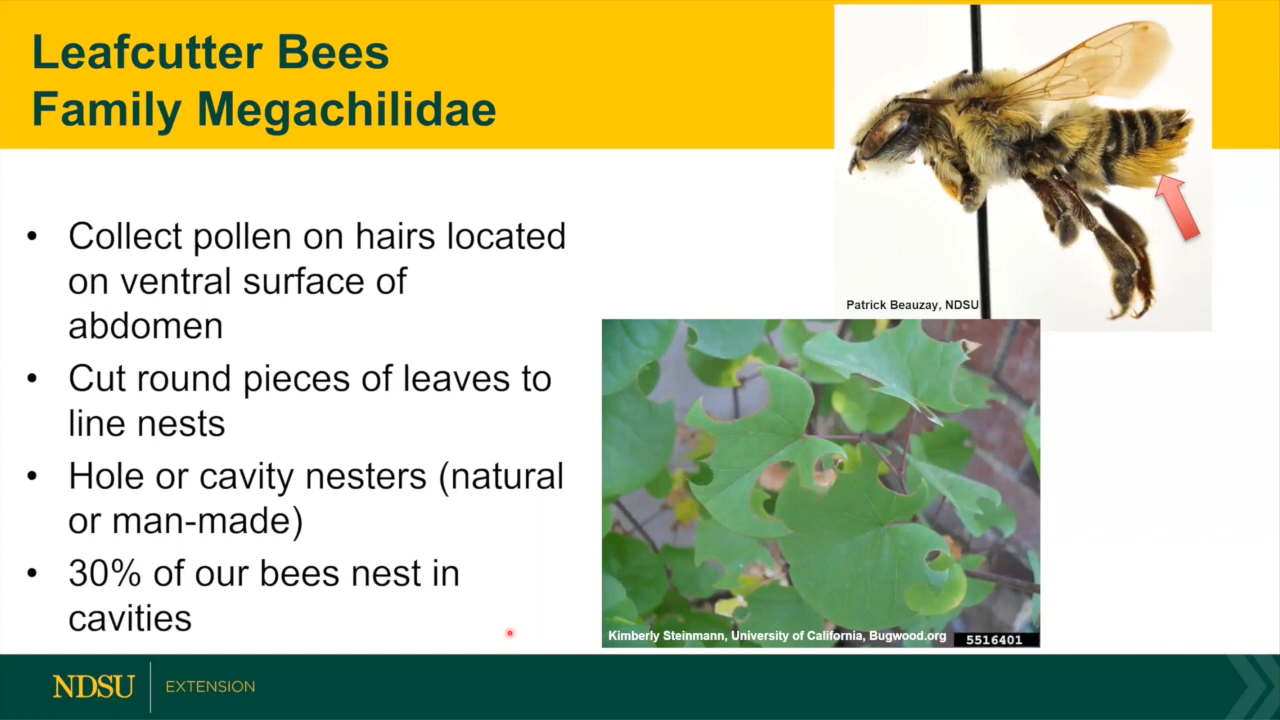 Leafcutter Bees
Family Megachilidae
• Collect pollen on hairs located
on ventral surface of
abdomen
• Cut round pieces of leaves to
line nests
• Hole or cavity nesters (natural
or man-made)
• 30% of our bees nest in
cavities
Patrick Beauzay, NDSU
Kimberly Steinmann, University of California, Bugwood.org
5516401
NDSU
EXTENSION